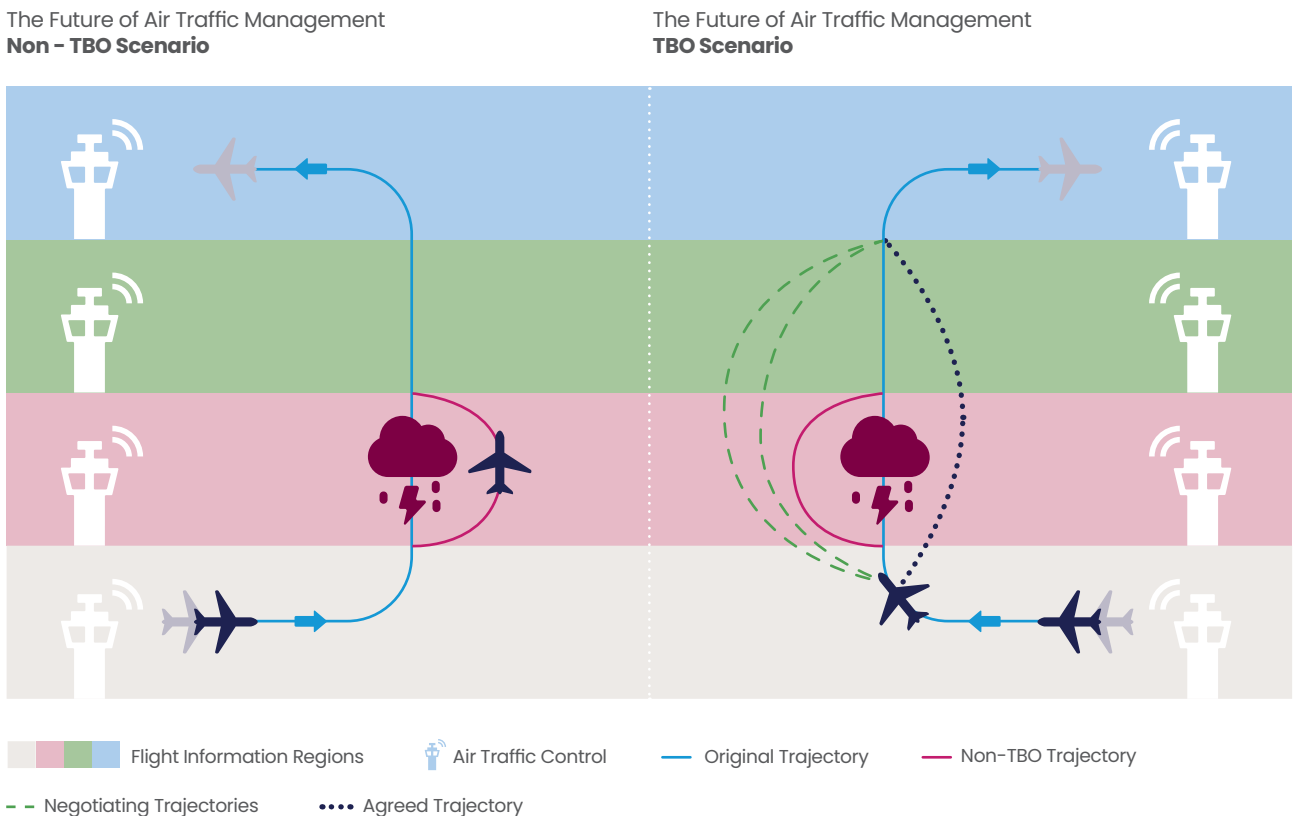 The Future of Air Traffic Management
Non - TBO Scenario
The Future of Air Traffic Management
TBO Scenario
Flight Information Regions
Air Traffic Control
Original Trajectory
Non-TBO Trajectory
Negotiating Trajectories
Agreed Trajectory